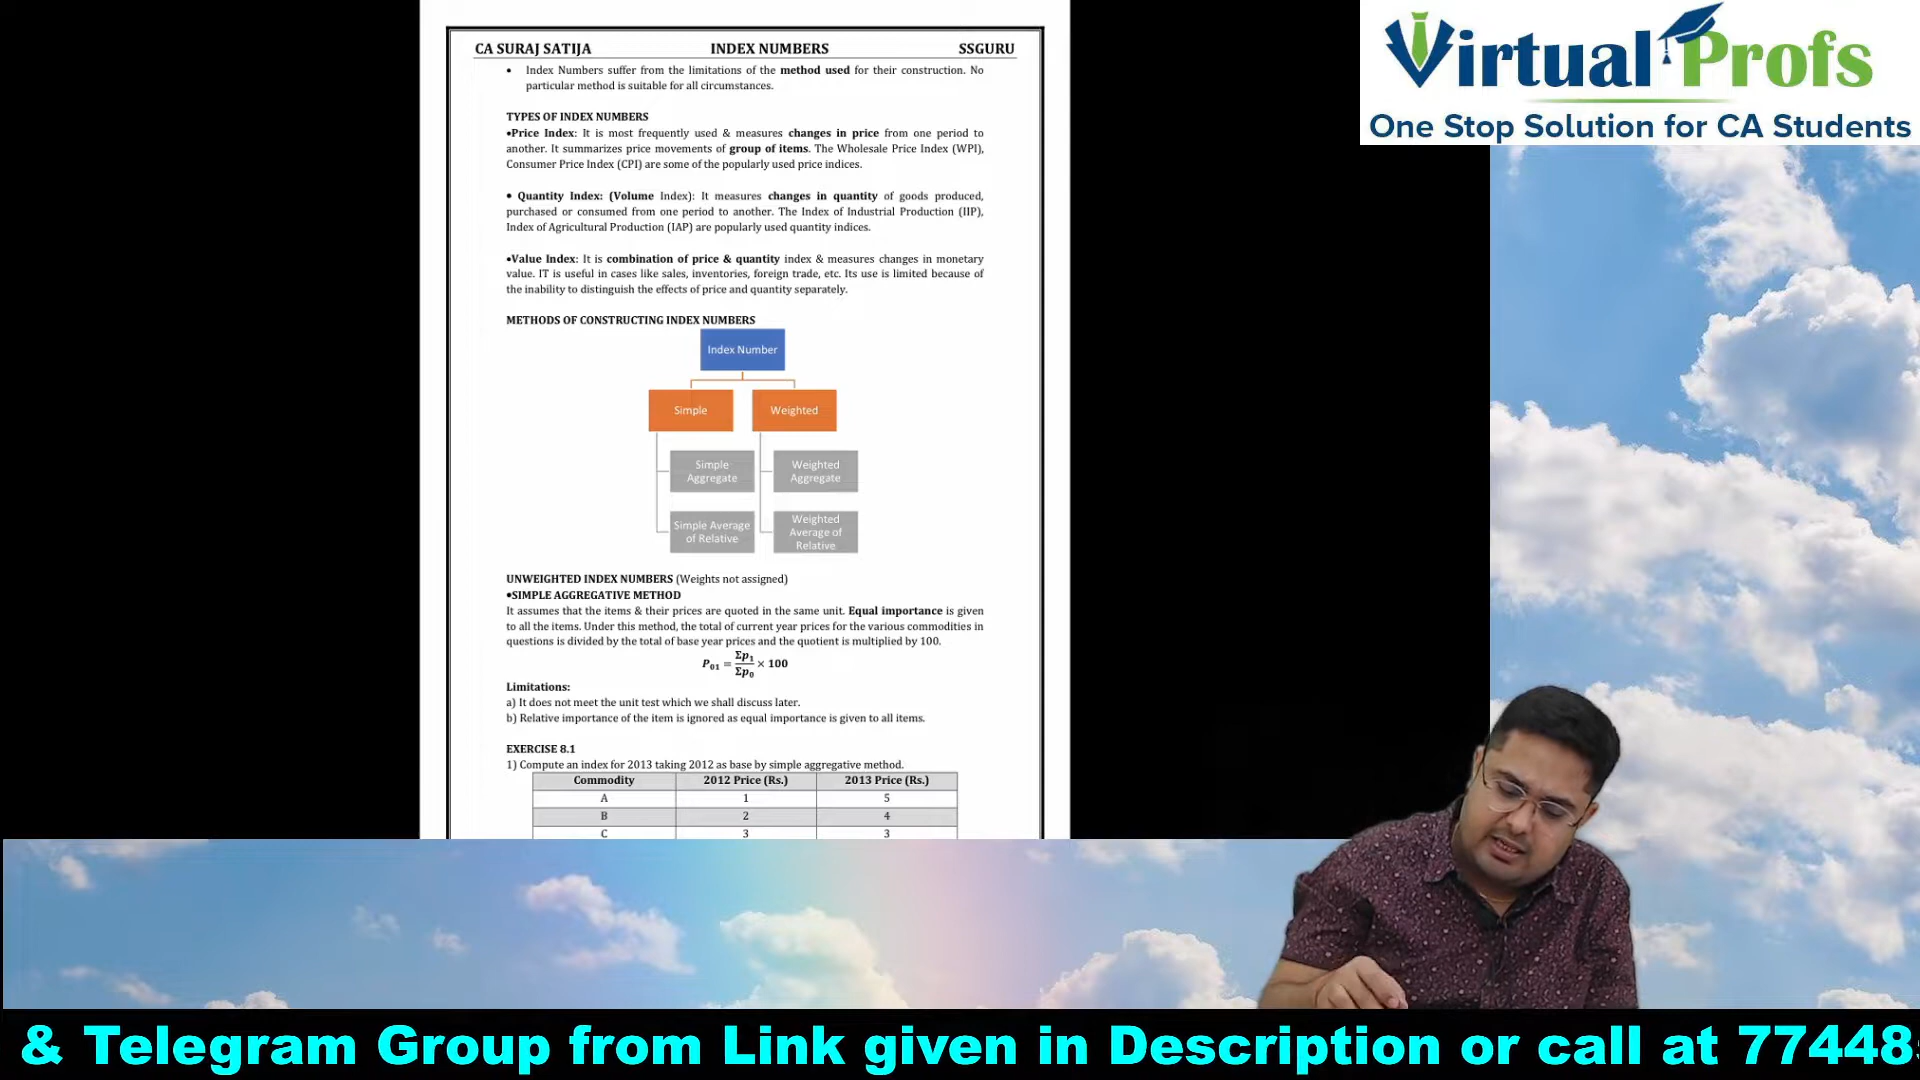 CA SURAJ SATIJA INDEX NUMBERS SSGURU
• Index Numbers suffer from the limitations of the method used for their construction. No
particular method is suitable for all circumstances.
TYPES OF INDEX NUMBERS
•Price Index: It is most frequently used & measures changes in price from one period to
another. It summarizes price movements of group of items. The Wholesale Price Index (WPI),
Consumer Price Index (CPI) are some of the popularly used price indices.
• Quantity Index: (Volume Index): It measures changes in quantity of goods produced,
purchased or consumed from one period to another. The Index of Industrial Production (IIP),
Index of Agricultural Production (IAP) are popularly used quantity indices.
•Value Index: It is combination of price & quantity index & measures changes in monetary
value. IT is useful in cases like sales, inventories, foreign trade, etc. Its use is limited because of
the inability to distinguish the effects of price and quantity separately.
METHODS OF CONSTRUCTING INDEX NUMBERS
Index Number
Simple Weighted
Simple
Aggregate
Weighted
Aggregate
Simple Average
of Relative
Weighted
Average of
Relative
UNWEIGHTED INDEX NUMBERS (Weights not assigned)
•SIMPLE AGGREGATIVE METHOD
It assumes that the items & their prices are quoted in the same unit. Equal importance is given
to all the items. Under this method, the total of current year prices for the various commodities in
questions is divided by the total of base year prices and the quotient is multiplied by 100.
P₀₁ = Σp₁/Σp₀ × 100
Limitations:
a) It does not meet the unit test which we shall discuss later.
b) Relative importance of the item is ignored as equal importance is given to all items.
EXERCISE 8.1
1) Compute an index for 2013 taking 2012 as base by simple aggregative method.
Commodity 2012 Price (Rs.) 2013 Price (Rs.)
A 1 5
B 2 4
C 3 3
Virtual Profs
One Stop Solution for CA Students
& Telegram Group from Link given in Description or call at 77448